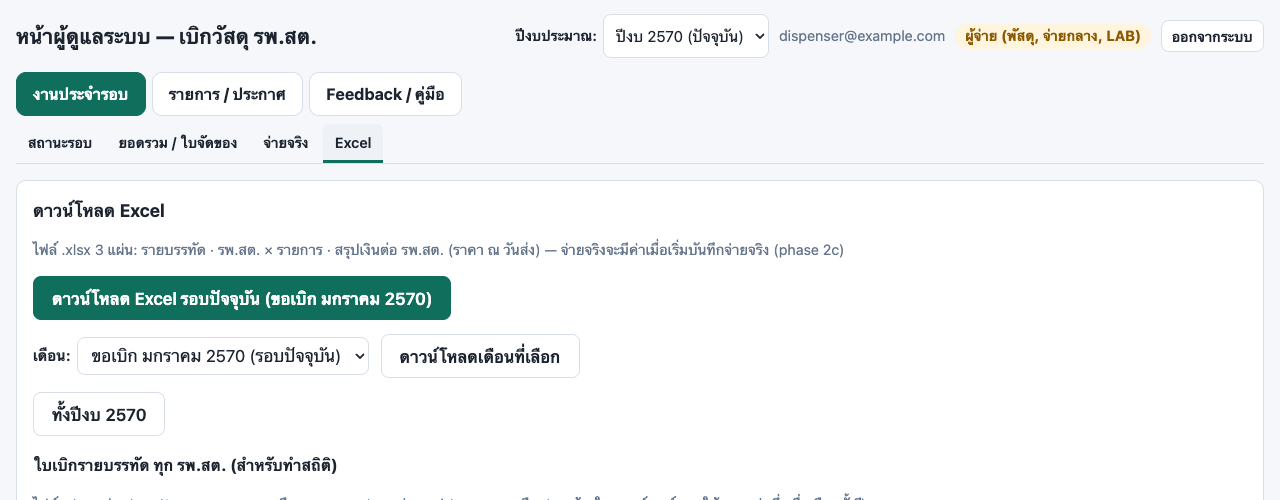 หน้าผู้ดูแลระบบ — เบิกวัสดุ รพ.สต. ปีงบประมาณ: ปีงบ 2570 (ปัจจุบัน) dispenser@example.com ผู้จ่าย (พัสดุ, จ่ายกลาง, LAB) ออกจากระบบ
งานประจำรอบ รายการ / ประกาศ Feedback / คู่มือ
สถานะรอบ ยอดรวม / ใบจัดของ จ่ายจริง Excel
ดาวน์โหลด Excel
ไฟล์ .xlsx 3 แผ่น: รายบรรทัด · รพ.สต. × รายการ · สรุปเงินต่อ รพ.สต. (ราคา ณ วันส่ง) — จ่ายจริงจะมีค่าเมื่อเริ่มบันทึกจ่ายจริง (phase 2c)
ดาวน์โหลด Excel รอบปัจจุบัน (ขอเบิก มกราคม 2570)
เดือน: ขอเบิก มกราคม 2570 (รอบปัจจุบัน) ดาวน์โหลดเดือนที่เลือก
ทั้งปีงบ 2570
ใบเบิกรายบรรทัด ทุก รพ.สต. (สำหรับทำสถิติ)